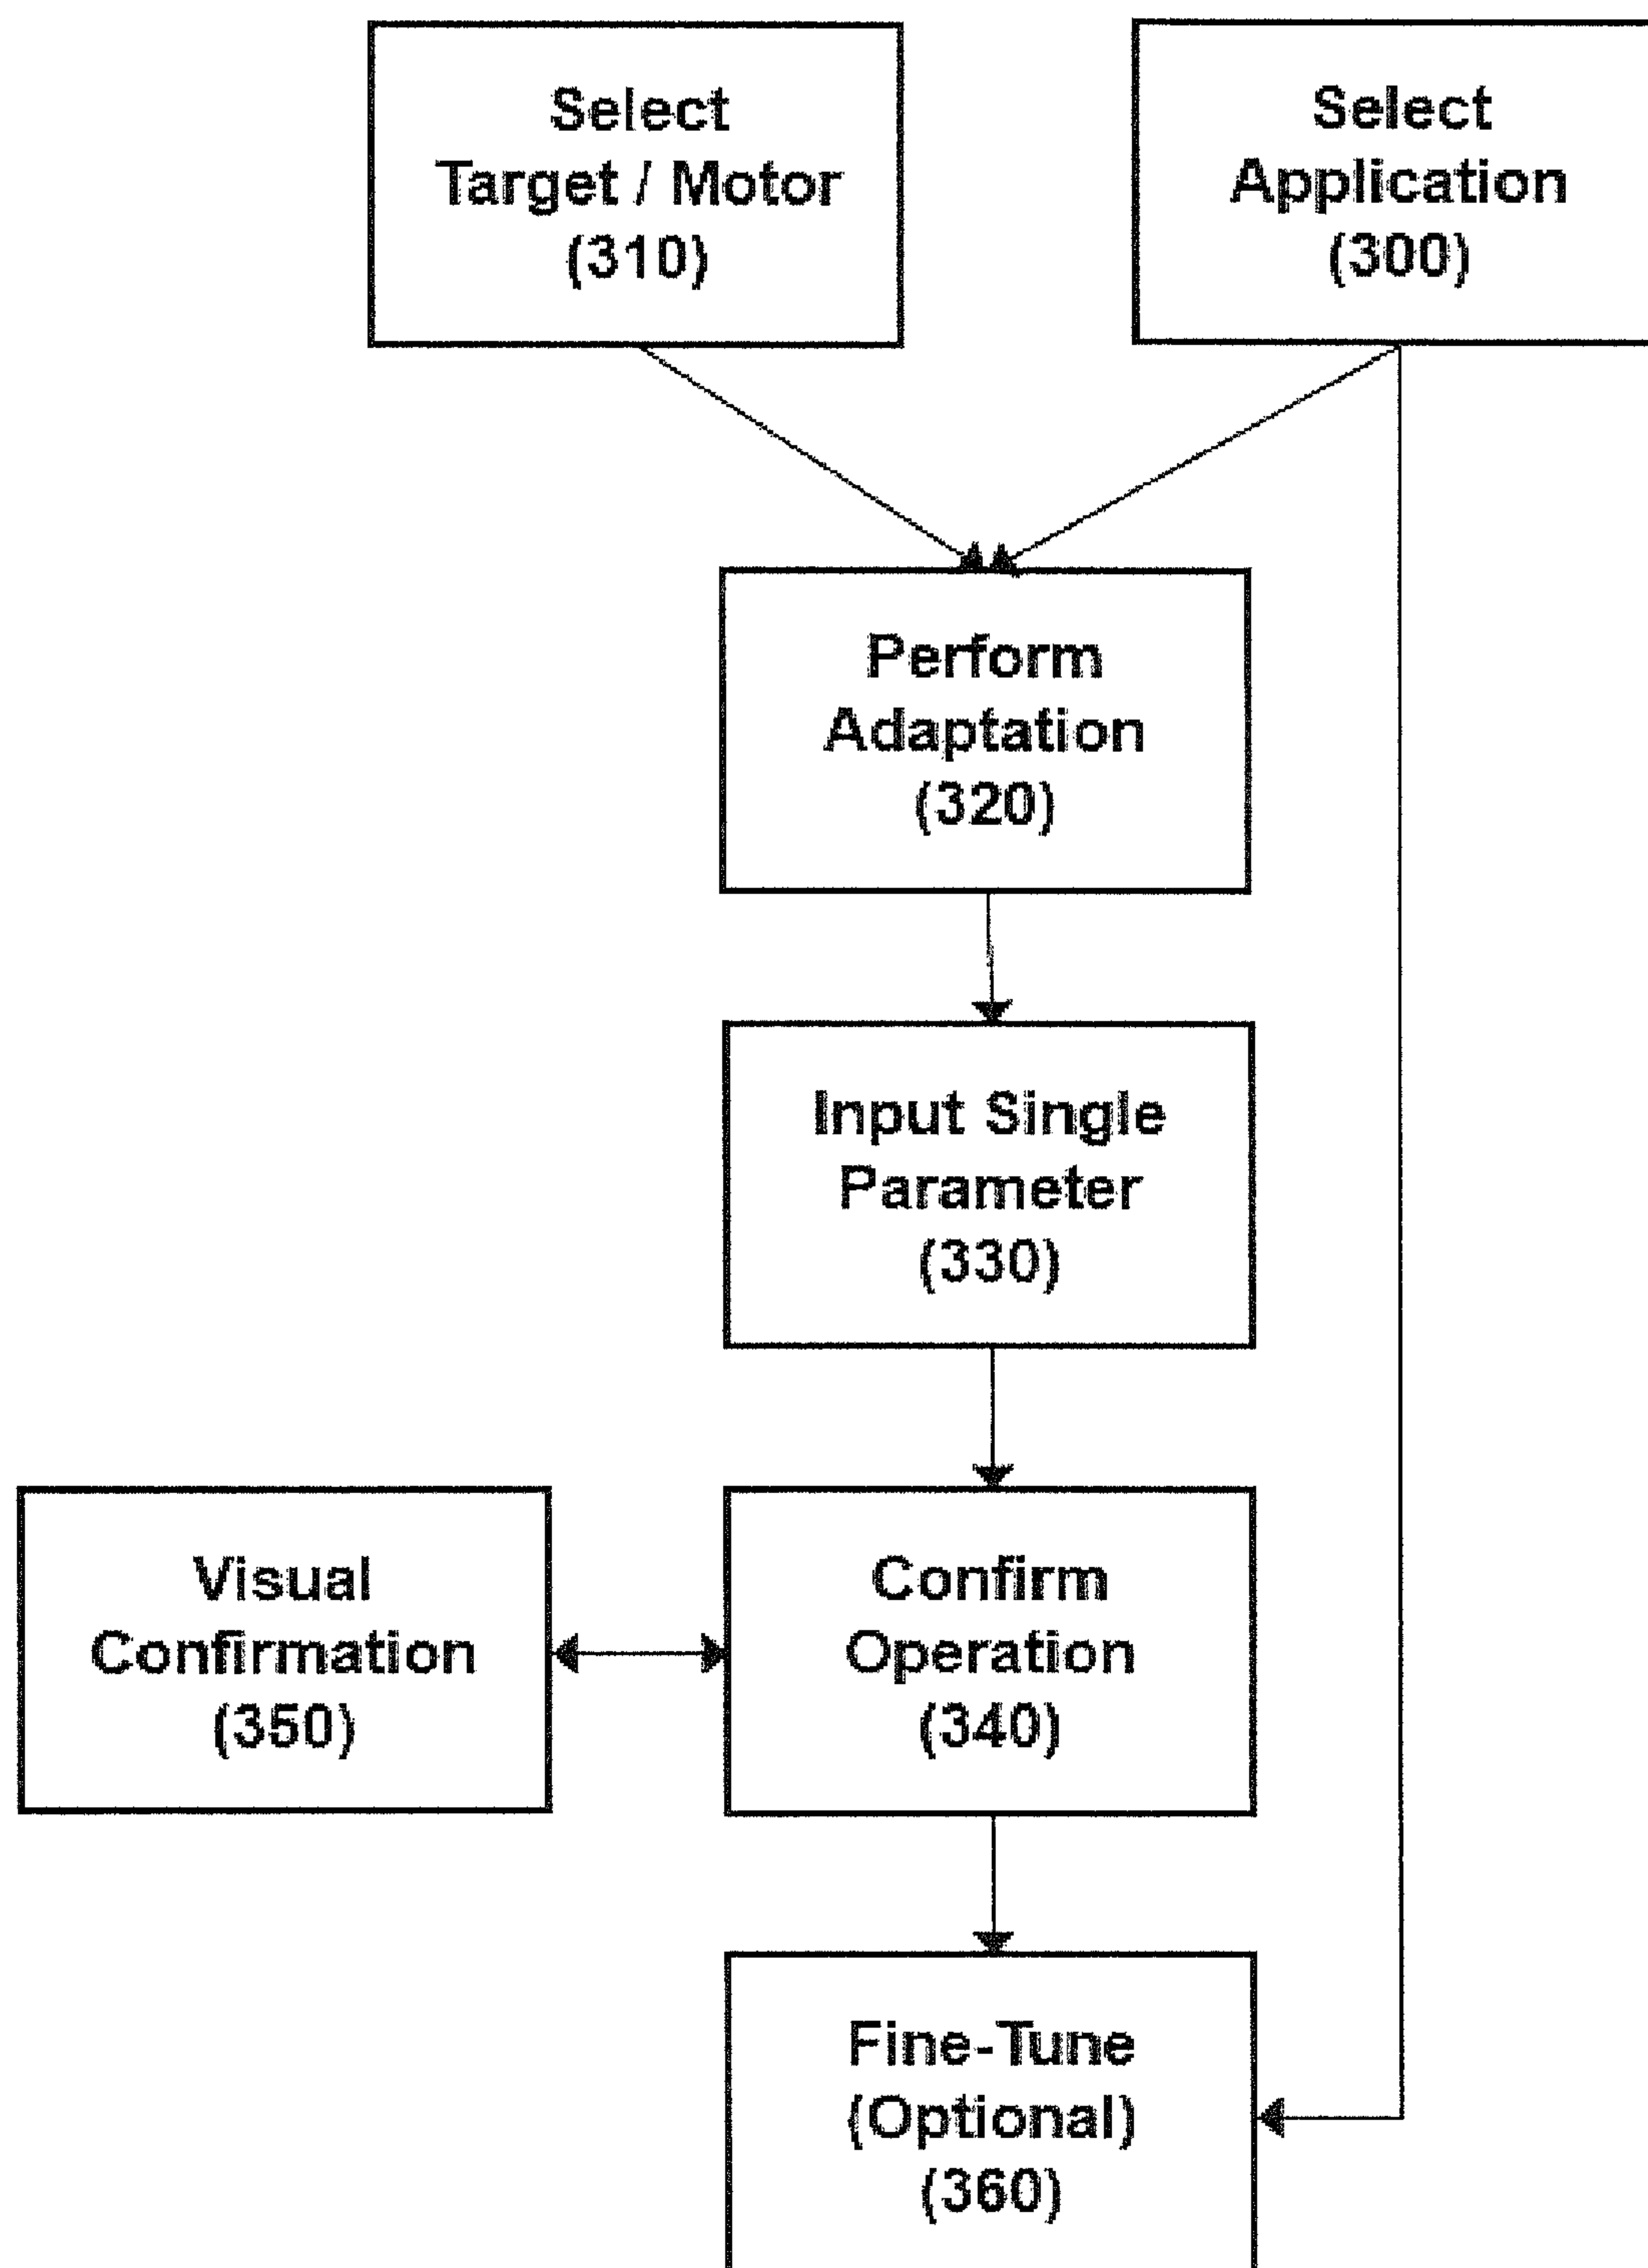 Select
Target / Motor
(310)
Select
Application
(300)
Perform
Adaptation
(320)
Input Single
Parameter
(330)
Visual
Confirmation
(350)
Confirm
Operation
(340)
Fine-Tune
(Optional)
(360)